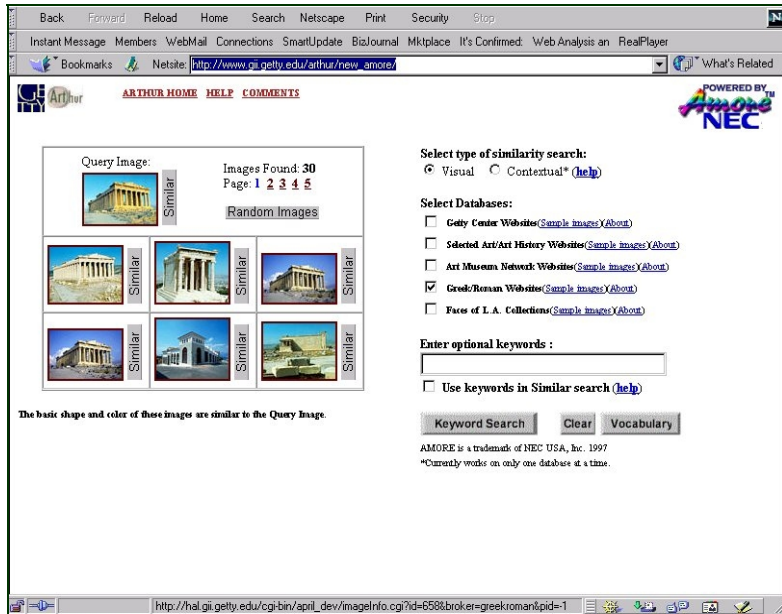 Back Forward Reload Home Search Netscape Print Security Stop
Instant Message Members WebMail Connections SmartUpdate BizJournal Mktplace It's Confirmed: Web Analysis an RealPlayer
Bookmarks Netsite: http://www.gii.getty.edu/arthur/new_amore/ What's Related
Arthur ARTHUR HOME HELP COMMENTS
POWERED BY
Amore TM
NEC
Query Image:
Similar
Images Found: 30
Page: 1 2 3 4 5
Random Images
Similar Similar Similar
Similar Similar Similar
The basic shape and color of these images are similar to the Query Image.
Select type of similarity search:
Visual Contextual* (help)
Select Databases:
Getty Center Websites(Sample images)(About)
Selected Art/Art History Websites(Sample images)(About)
Art Museum Network Websites(Sample images)(About)
Greek/Roman Websites(Sample images)(About)
Faces of L.A. Collections(Sample images)(About)
Enter optional keywords :
Use keywords in Similar search (help)
Keyword Search Clear Vocabulary
AMORE is a trademark of NEC USA, Inc. 1997
*Currently works on only one database at a time.
http://hal.gii.getty.edu/cgi-bin/april_dev/imageInfo.cgi?id=658&broker=greekroman&pid=-1